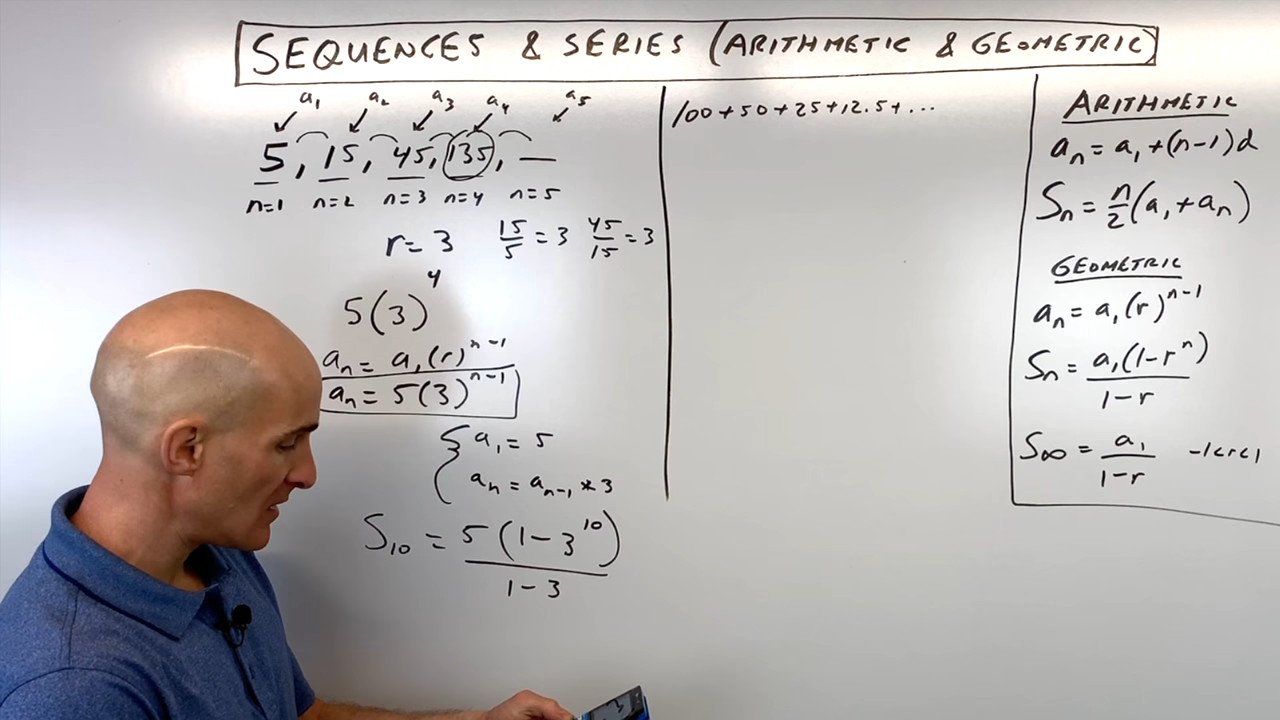 SEQUENCES & SERIES (ARITHMETIC & GEOMETRIC)
a₁ a₂ a₃ a₄ a₅
5, 15, 45, 135, __
n=1 n=2 n=3 n=4 n=5
r = 3 15/5 = 3 45/15 = 3
5(3)⁴
aₙ = a₁(r)ⁿ⁻¹
aₙ = 5(3)ⁿ⁻¹
{ a₁ = 5
aₙ = aₙ₋₁ * 3
S₁₀ = 5(1-3¹⁰)/(1-3)
100+50+25+12.5+...
ARITHMETIC
aₙ = a₁+(n-1)d
Sₙ = n/2(a₁+aₙ)
GEOMETRIC
aₙ = a₁(r)ⁿ⁻¹
Sₙ = a₁(1-rⁿ)/(1-r)
S∞ = a₁/(1-r) -1<r<1